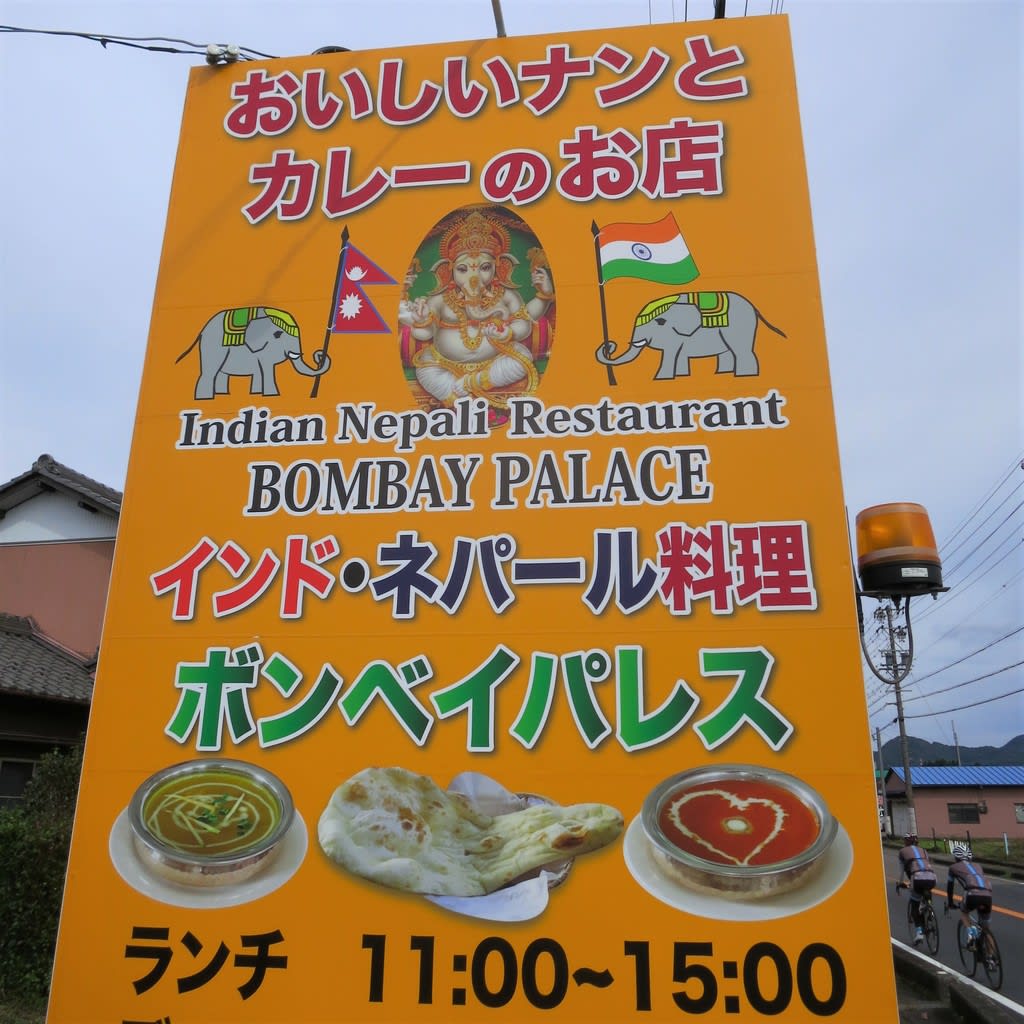 おいしいナンと
カレーのお店
Indian Nepali Restaurant
BOMBAY PALACE
インド・ネパール料理
ボンベイパレス
ランチ 11:00~15:00